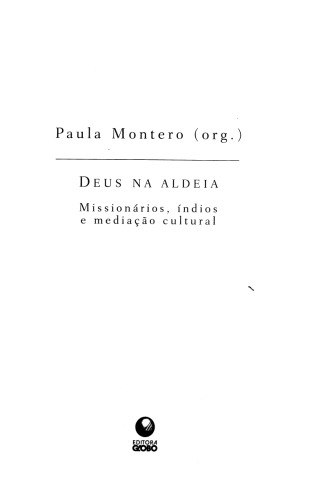 Paula Montero (org.)
DEUS NA ALDEIA
Missionários, índios
e mediação cultural
EDITORA
GLOBO